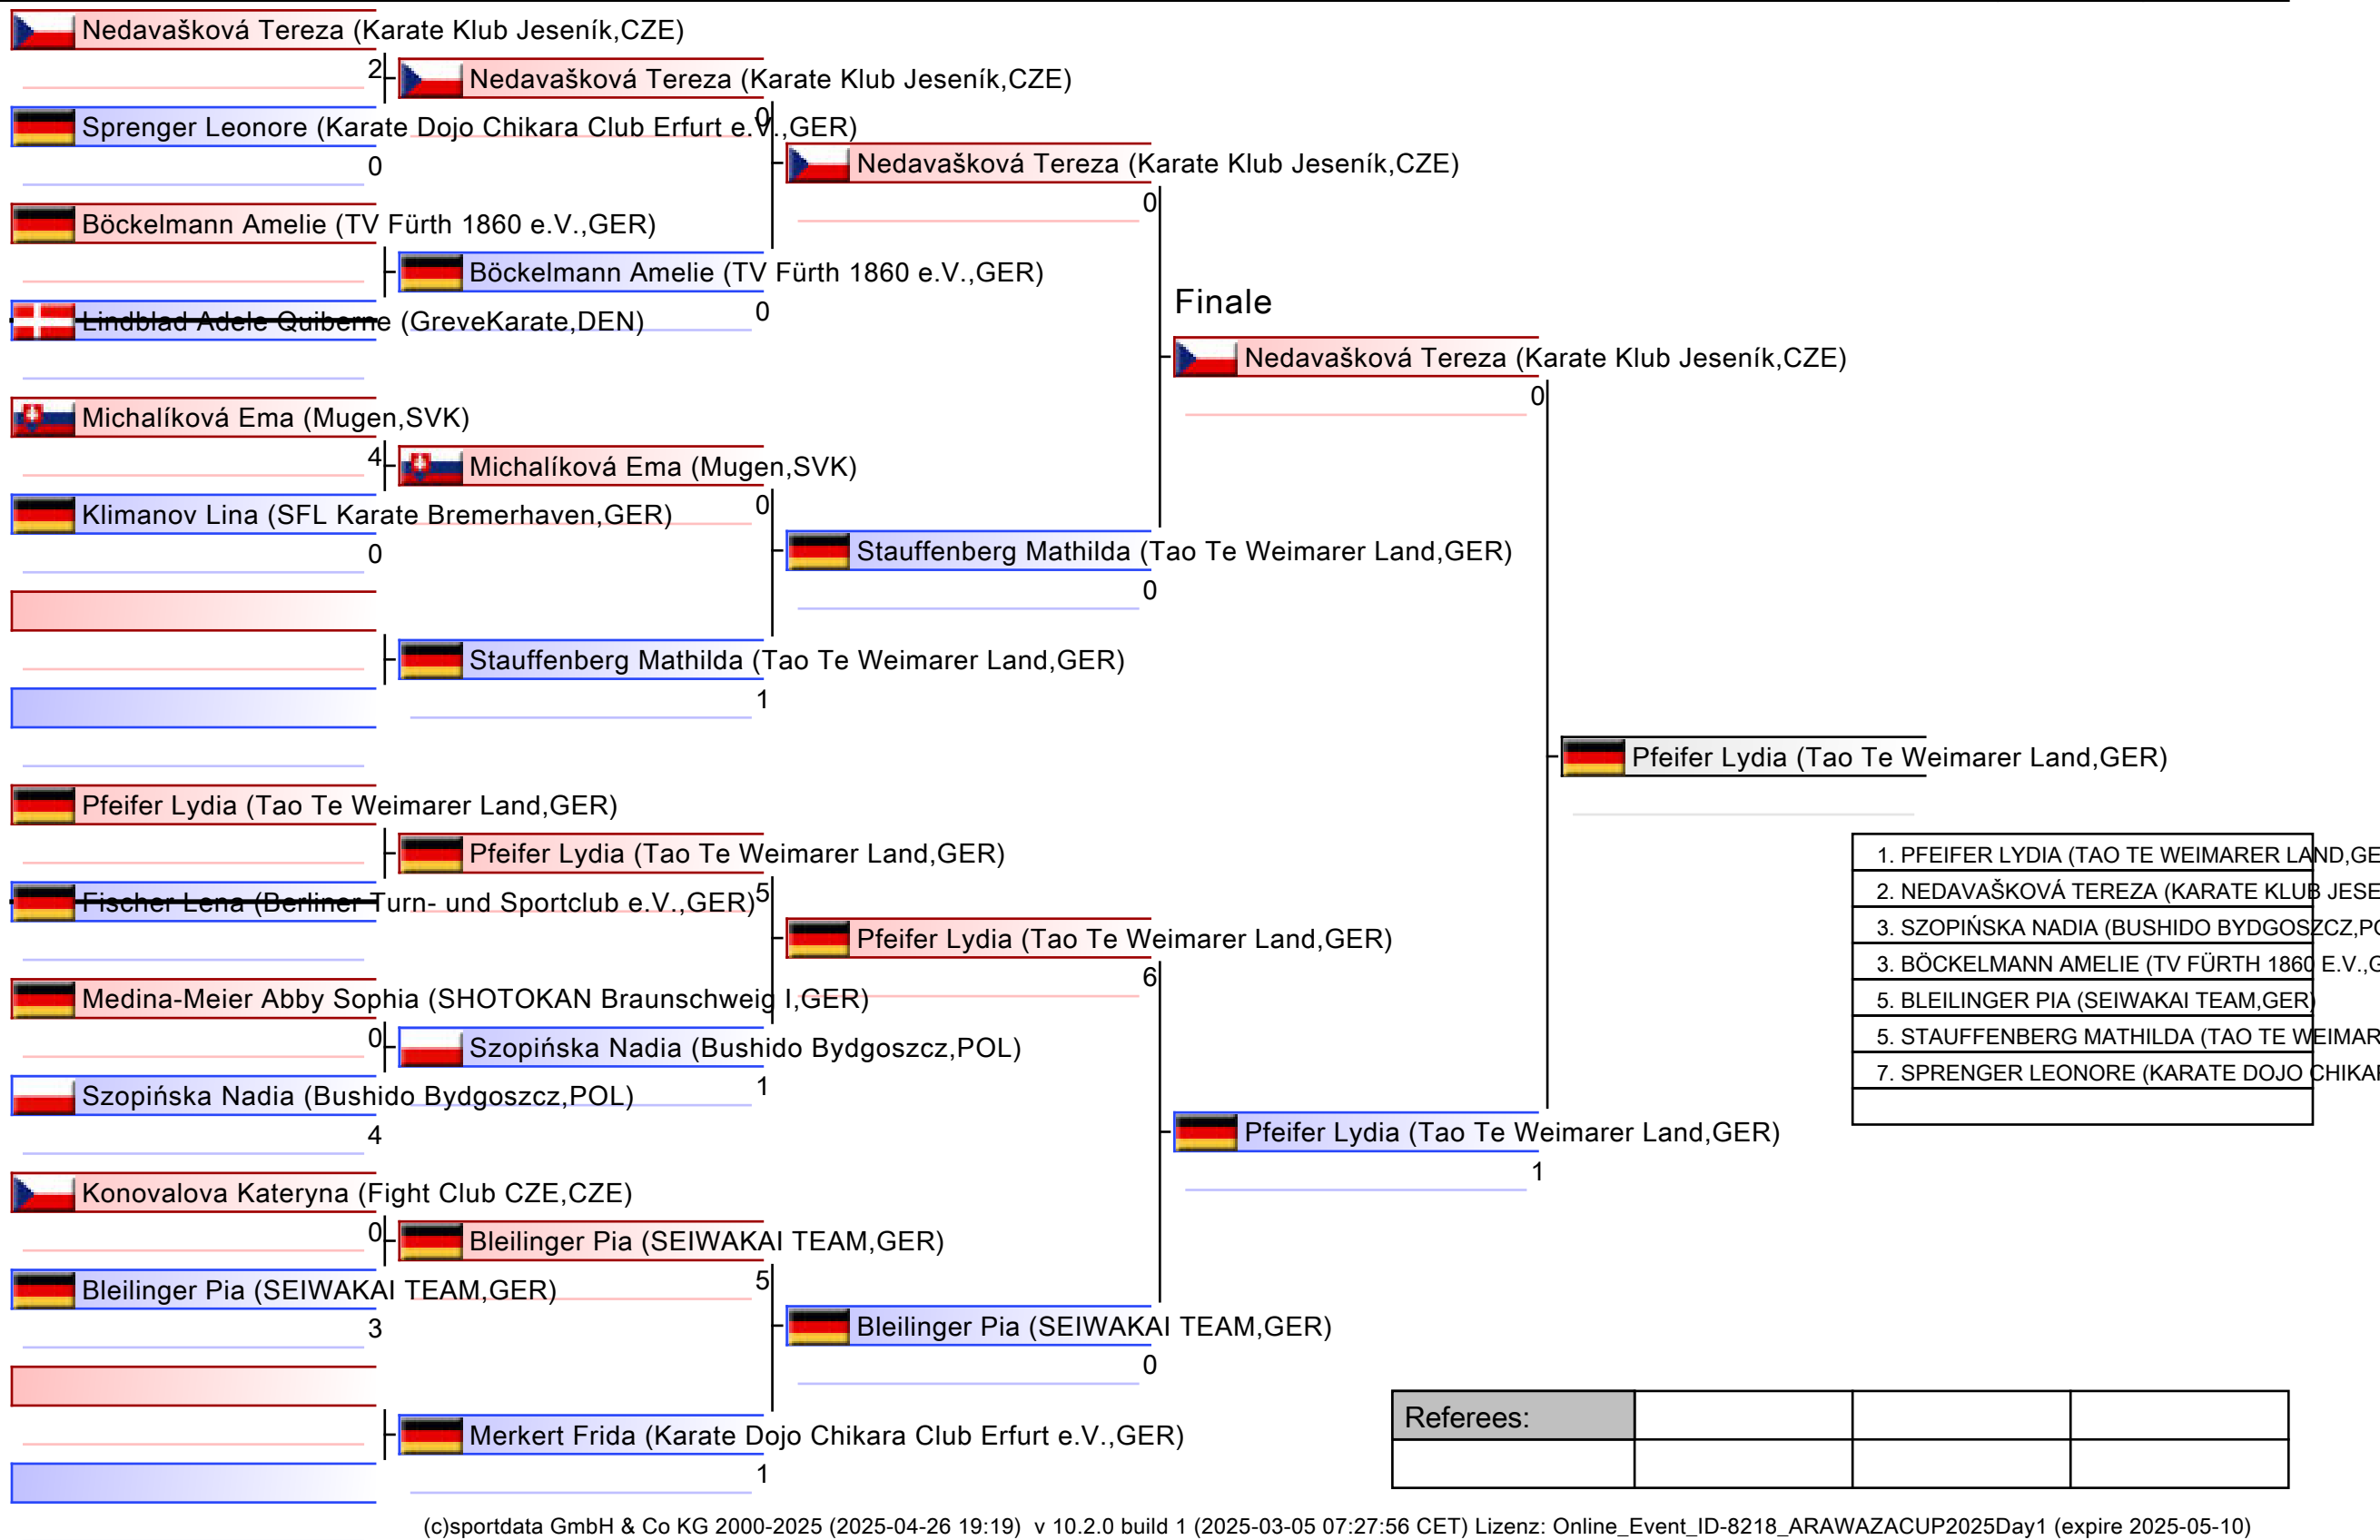 Nedavašková Tereza (Karate Klub Jeseník,CZE)
2
Nedavašková Tereza (Karate Klub Jeseník,CZE)
0
Sprenger Leonore (Karate Dojo Chikara Club Erfurt e.V.,GER)
0
Nedavašková Tereza (Karate Klub Jeseník,CZE)
0
Böckelmann Amelie (TV Fürth 1860 e.V.,GER)
Böckelmann Amelie (TV Fürth 1860 e.V.,GER)
0
Lindblad Adele Quiberne (GreveKarate,DEN)
Finale
Nedavašková Tereza (Karate Klub Jeseník,CZE)
0
Michalíková Ema (Mugen,SVK)
4
Michalíková Ema (Mugen,SVK)
0
Klimanov Lina (SFL Karate Bremerhaven,GER)
0
Stauffenberg Mathilda (Tao Te Weimarer Land,GER)
0
Stauffenberg Mathilda (Tao Te Weimarer Land,GER)
1
Pfeifer Lydia (Tao Te Weimarer Land,GER)
Pfeifer Lydia (Tao Te Weimarer Land,GER)
Pfeifer Lydia (Tao Te Weimarer Land,GER)
5
Fischer Lena (Berliner Turn- und Sportclub e.V.,GER)
Pfeifer Lydia (Tao Te Weimarer Land,GER)
6
Medina-Meier Abby Sophia (SHOTOKAN Braunschweig I,GER)
0
Szopińska Nadia (Bushido Bydgoszcz,POL)
1
Szopińska Nadia (Bushido Bydgoszcz,POL)
4
Pfeifer Lydia (Tao Te Weimarer Land,GER)
1
Konovalova Kateryna (Fight Club CZE,CZE)
0
Bleilinger Pia (SEIWAKAI TEAM,GER)
5
Bleilinger Pia (SEIWAKAI TEAM,GER)
3
Bleilinger Pia (SEIWAKAI TEAM,GER)
0
Merkert Frida (Karate Dojo Chikara Club Erfurt e.V.,GER)
1
1. PFEIFER LYDIA (TAO TE WEIMARER LAND,GE
2. NEDAVAŠKOVÁ TEREZA (KARATE KLUB JESE
3. SZOPIŃSKA NADIA (BUSHIDO BYDGOSZCZ,PO
3. BÖCKELMANN AMELIE (TV FÜRTH 1860 E.V.,G
5. BLEILINGER PIA (SEIWAKAI TEAM,GER)
5. STAUFFENBERG MATHILDA (TAO TE WEIMAR
7. SPRENGER LEONORE (KARATE DOJO CHIKAR
Referees:
(c)sportdata GmbH & Co KG 2000-2025 (2025-04-26 19:19) v 10.2.0 build 1 (2025-03-05 07:27:56 CET) Lizenz: Online_Event_ID-8218_ARAWAZACUP2025Day1 (expire 2025-05-10)